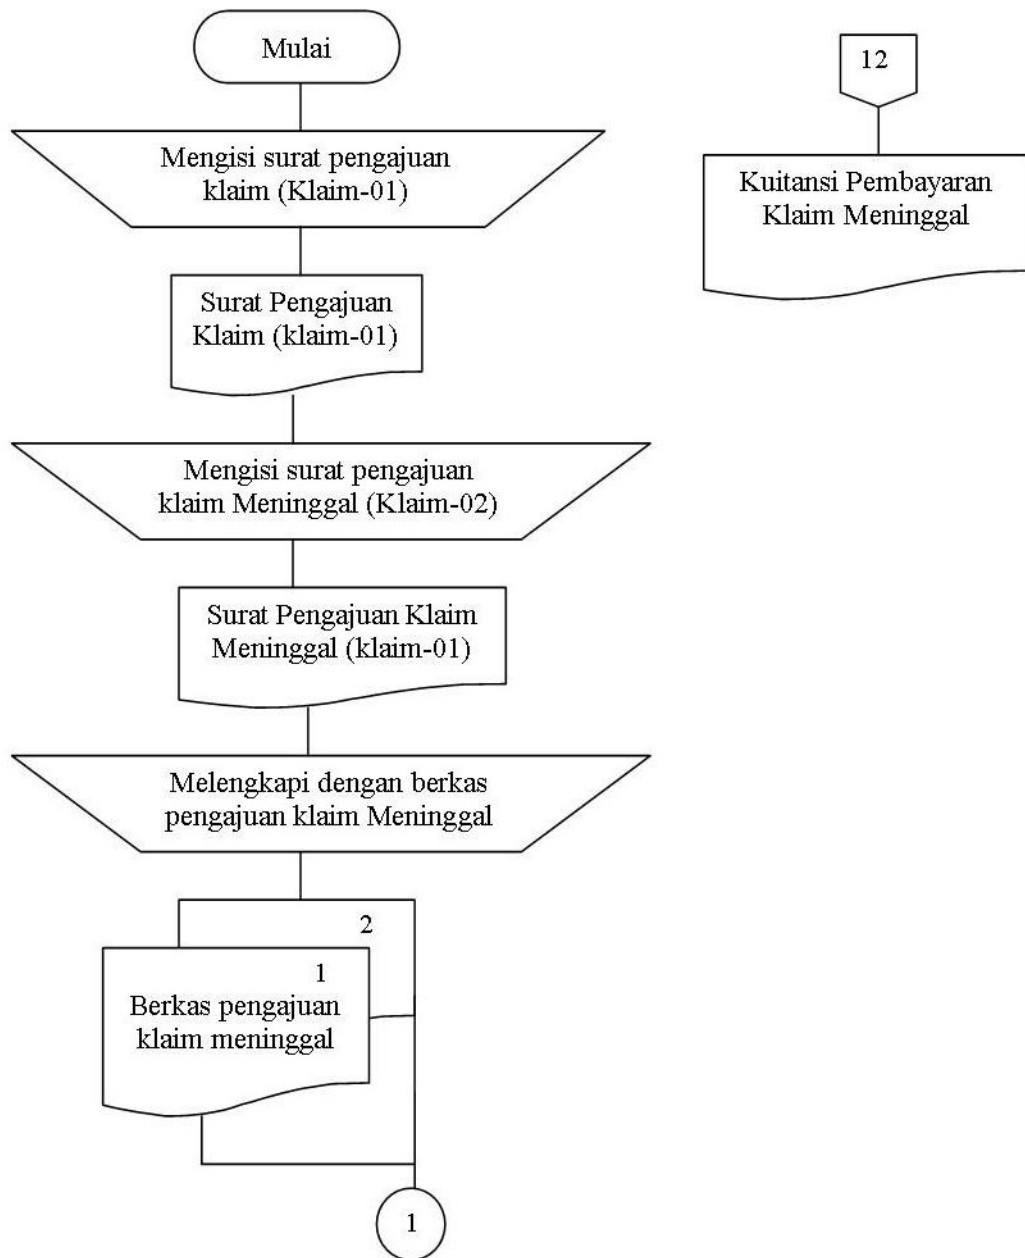 Mulai
Mengisi surat pengajuan
klaim (Klaim-01)
Surat Pengajuan
Klaim (klaim-01)
Mengisi surat pengajuan
klaim Meninggal (Klaim-02)
Surat Pengajuan Klaim
Meninggal (klaim-01)
Melengkapi dengan berkas
pengajuan klaim Meninggal
2
1
Berkas pengajuan
klaim meninggal
1
12
Kuitansi Pembayaran
Klaim Meninggal